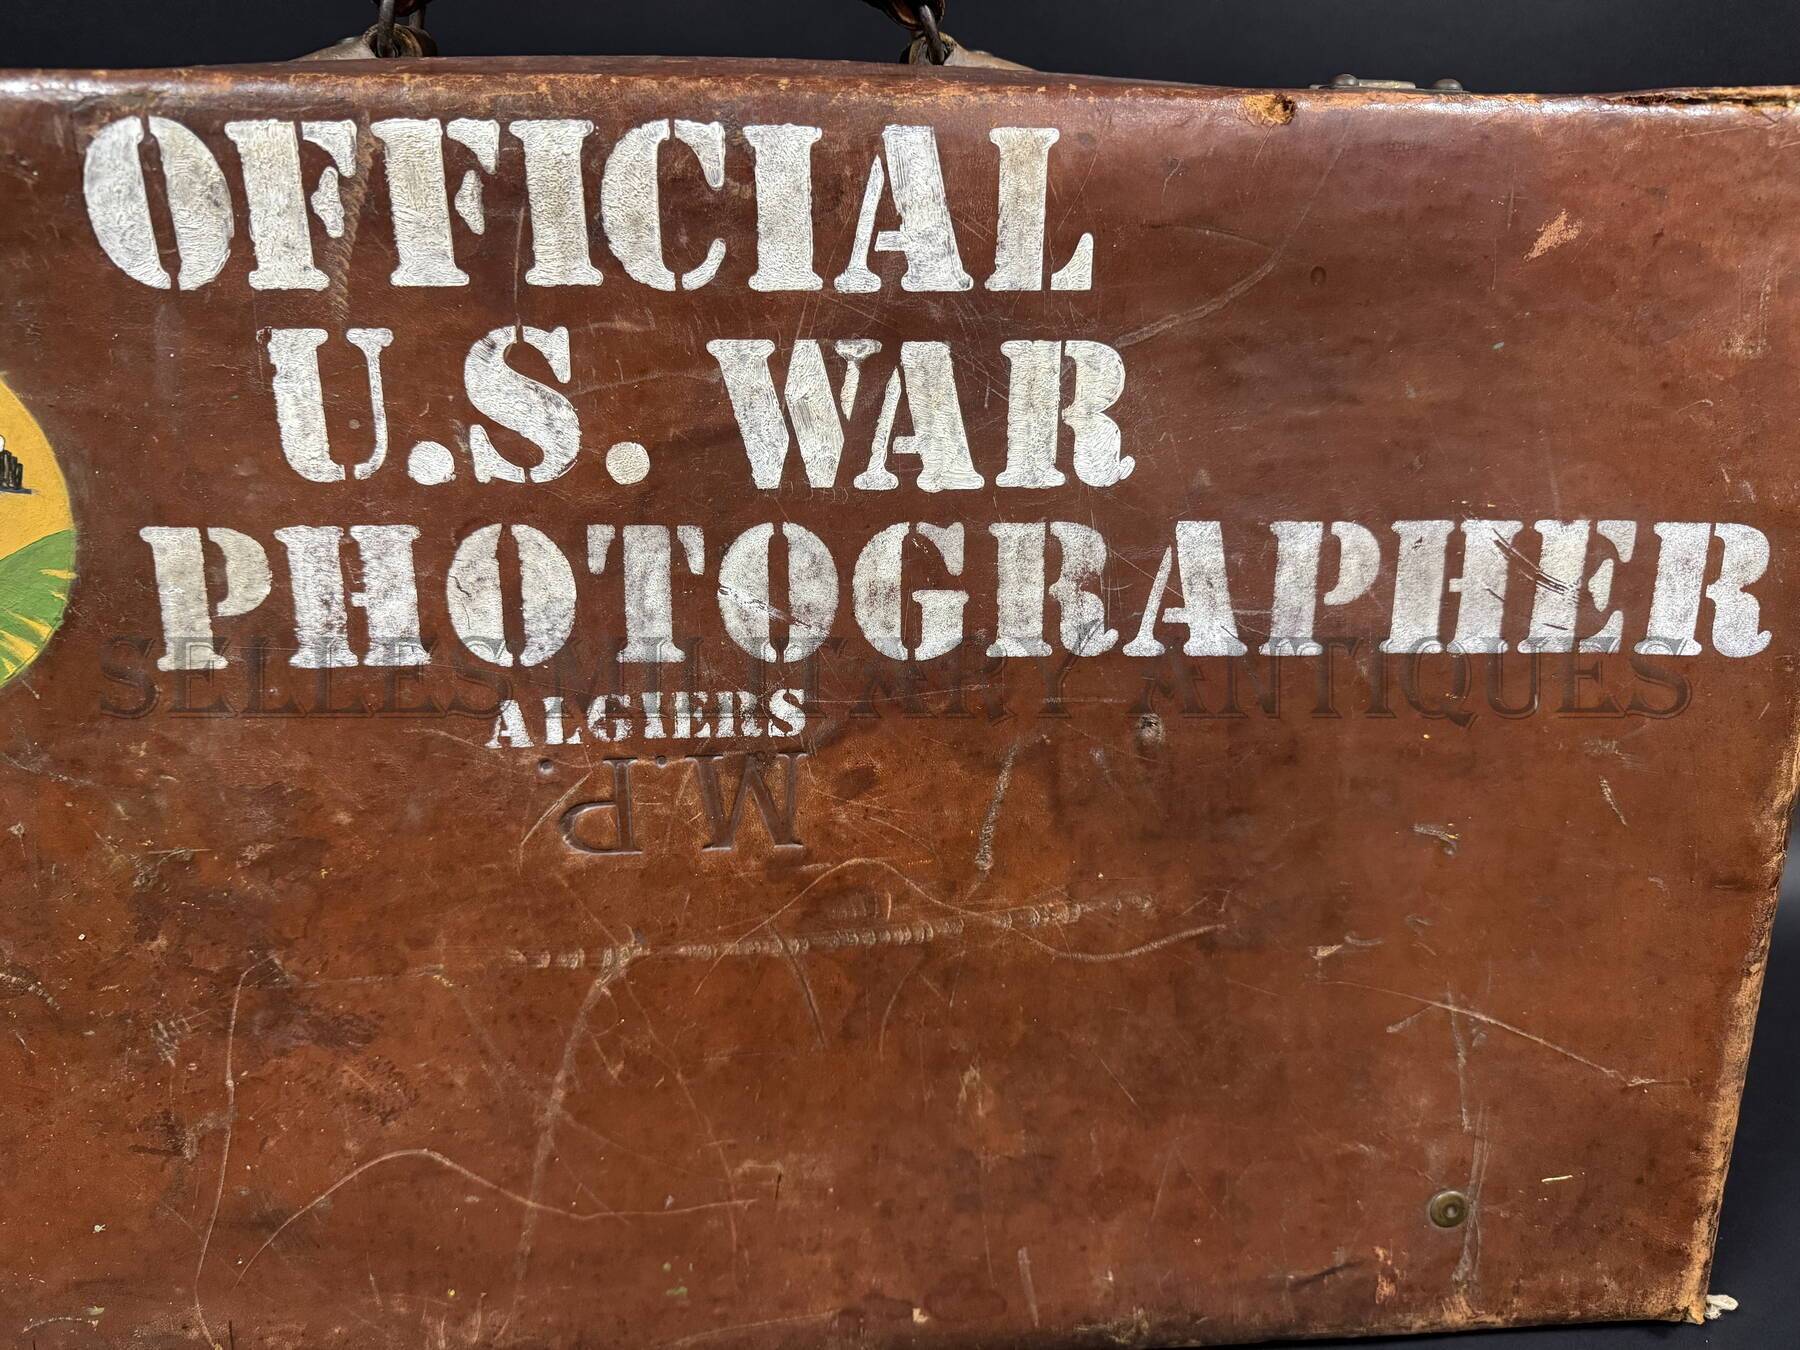 OFFICIAL
U.S. WAR
PHOTOGRAPHER
SELLES MILITARY ANTIQUES
ALGIERS
M.P.